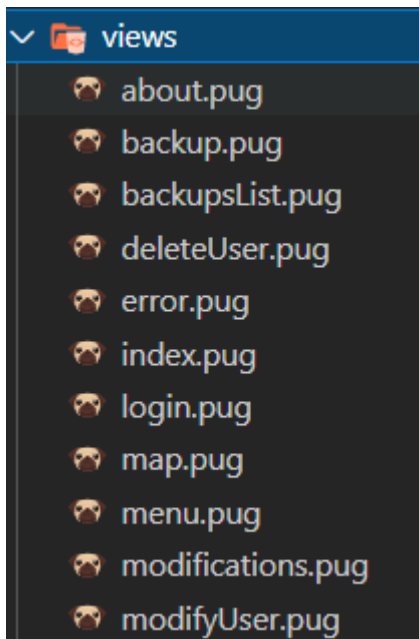 views
about.pug
backup.pug
backupsList.pug
deleteUser.pug
error.pug
index.pug
login.pug
map.pug
menu.pug
modifications.pug
modifyUser.pug